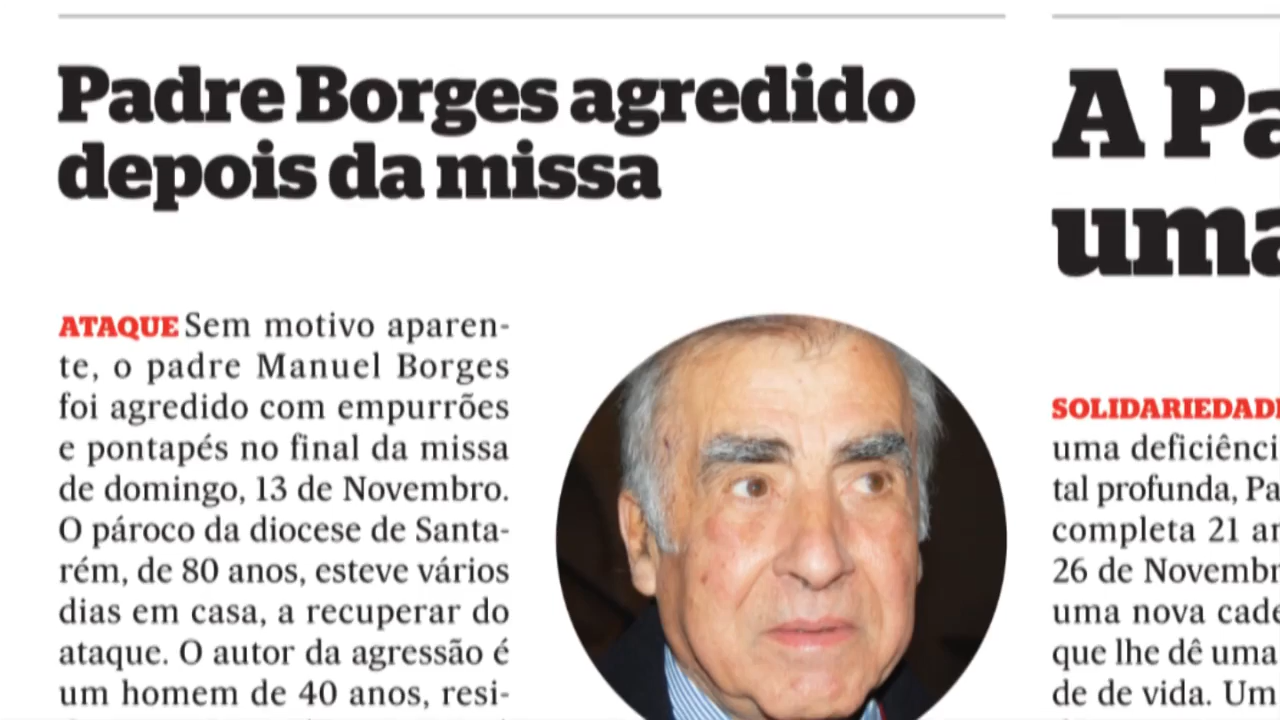 Padre Borges agredido
depois da missa
ATAQUE Sem motivo aparen-
te, o padre Manuel Borges
foi agredido com empurrões
e pontapés no final da missa
de domingo, 13 de Novembro.
O pároco da diocese de Santa-
rém, de 80 anos, esteve vários
dias em casa, a recuperar do
ataque. O autor da agressão é
um homem de 40 anos, resi-
A Pa
uma
SOLIDARIEDADE
uma deficênci
tal profunda, Pa
completa 21 an
26 de Novembr
uma nova cade
que lhe dê uma
de de vida. Um